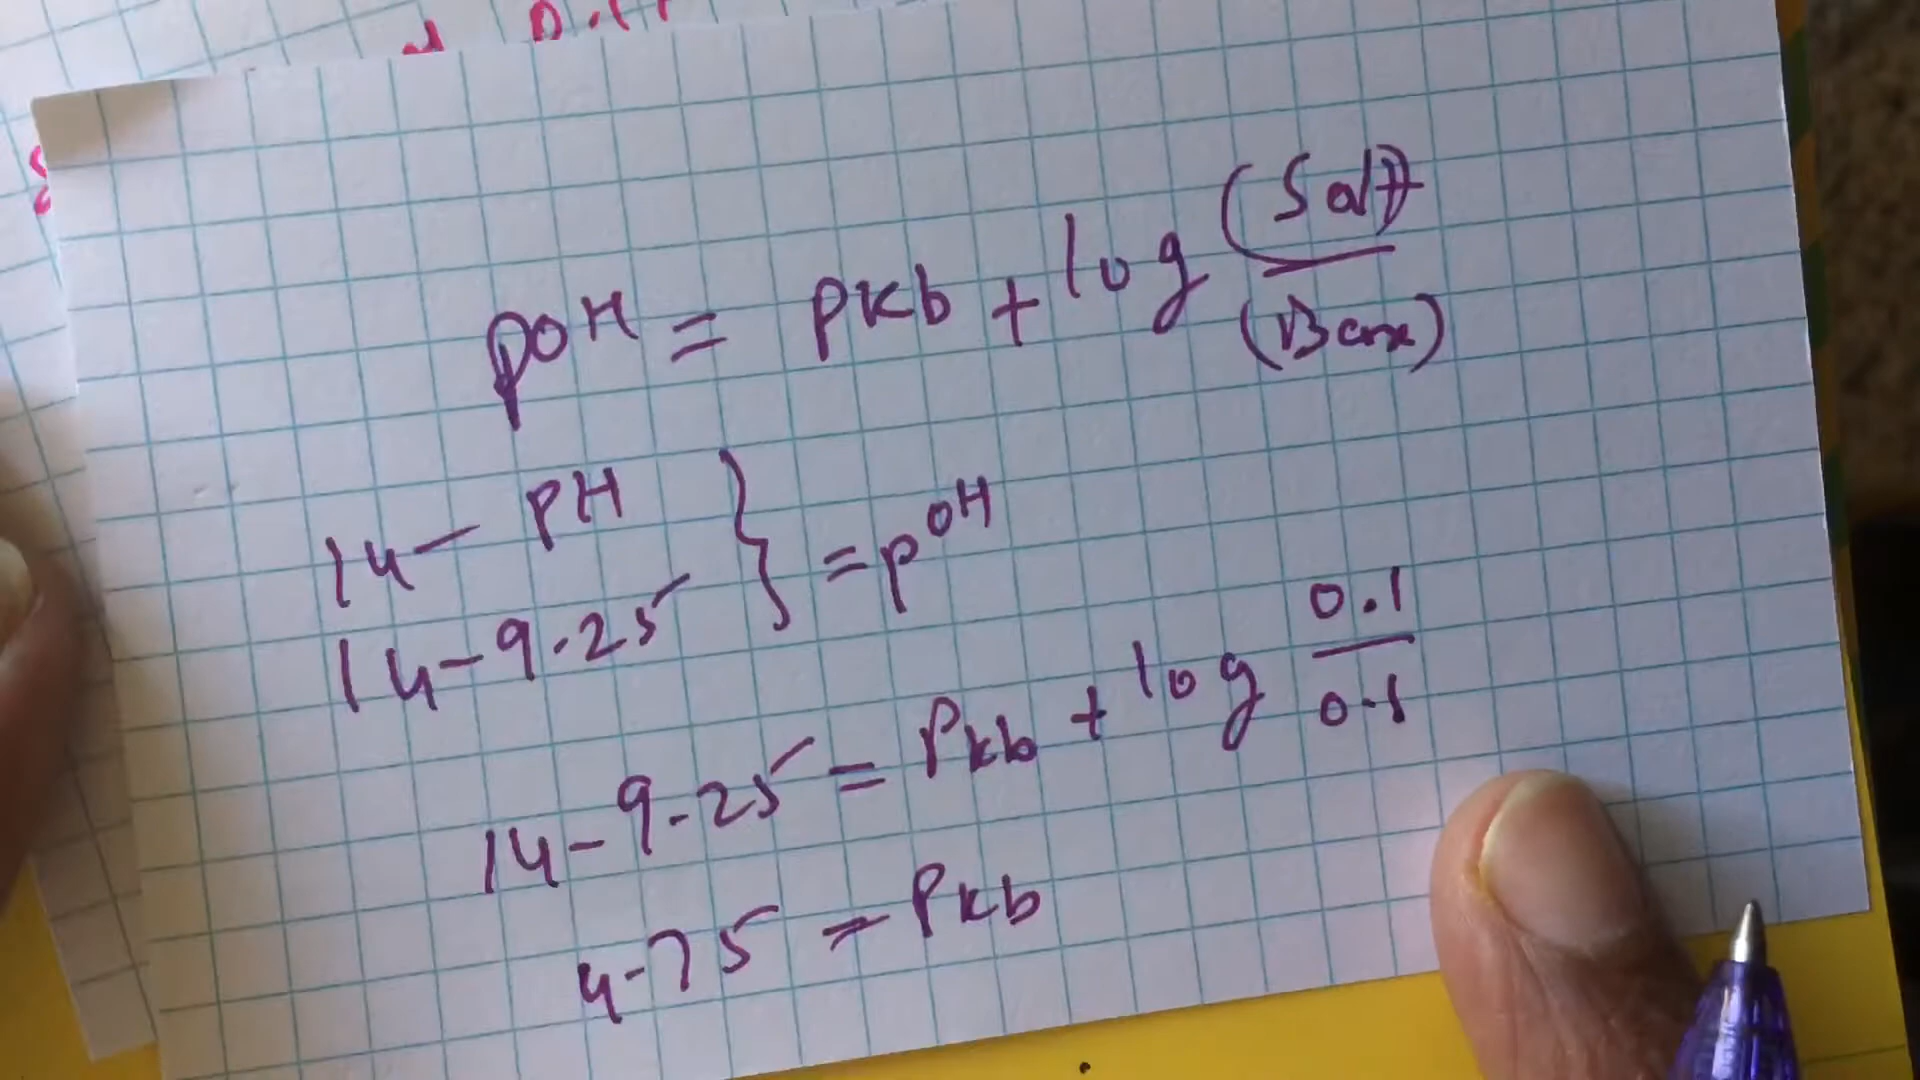 pOH = pKb + log (Salt)/(Base)
14 - PH
14 - 9.25 } = pOH
14 - 9.25 = Pkb + log 0.1/0.1
4.75 = Pkb